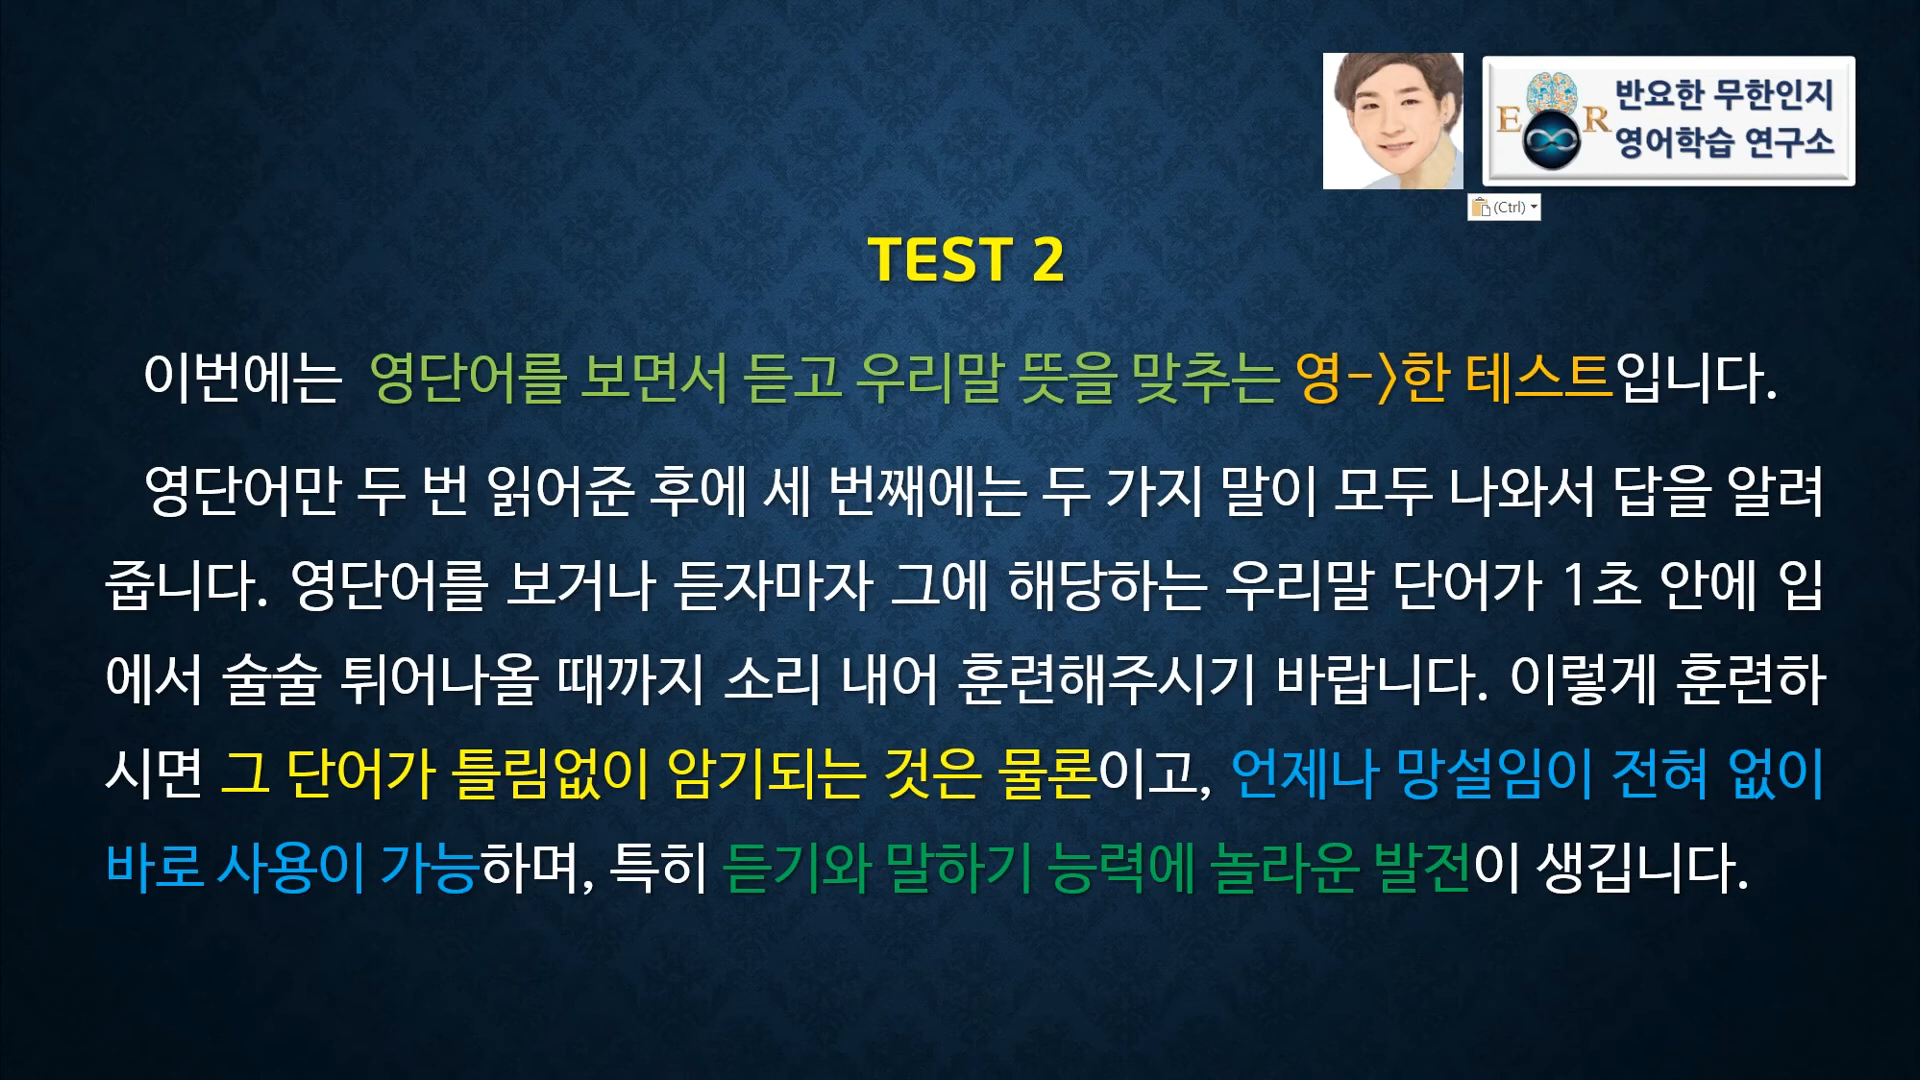 E R 반요한 무한인지
영어학습 연구소
(Ctrl)
TEST 2
이번에는 영단어를 보면서 듣고 우리말 뜻을 맞추는 영->한 테스트입니다.
영단어만 두 번 읽어준 후에 세 번째에는 두 가지 말이 모두 나와서 답을 알려
줍니다. 영단어를 보거나 듣자마자 그에 해당하는 우리말 단어가 1초 안에 입
에서 술술 튀어나올 때까지 소리 내어 훈련해주시기 바랍니다. 이렇게 훈련하
시면 그 단어가 틀림없이 암기되는 것은 물론이고, 언제나 망설임이 전혀 없이
바로 사용이 가능하며, 특히 듣기와 말하기 능력에 놀라운 발전이 생깁니다.